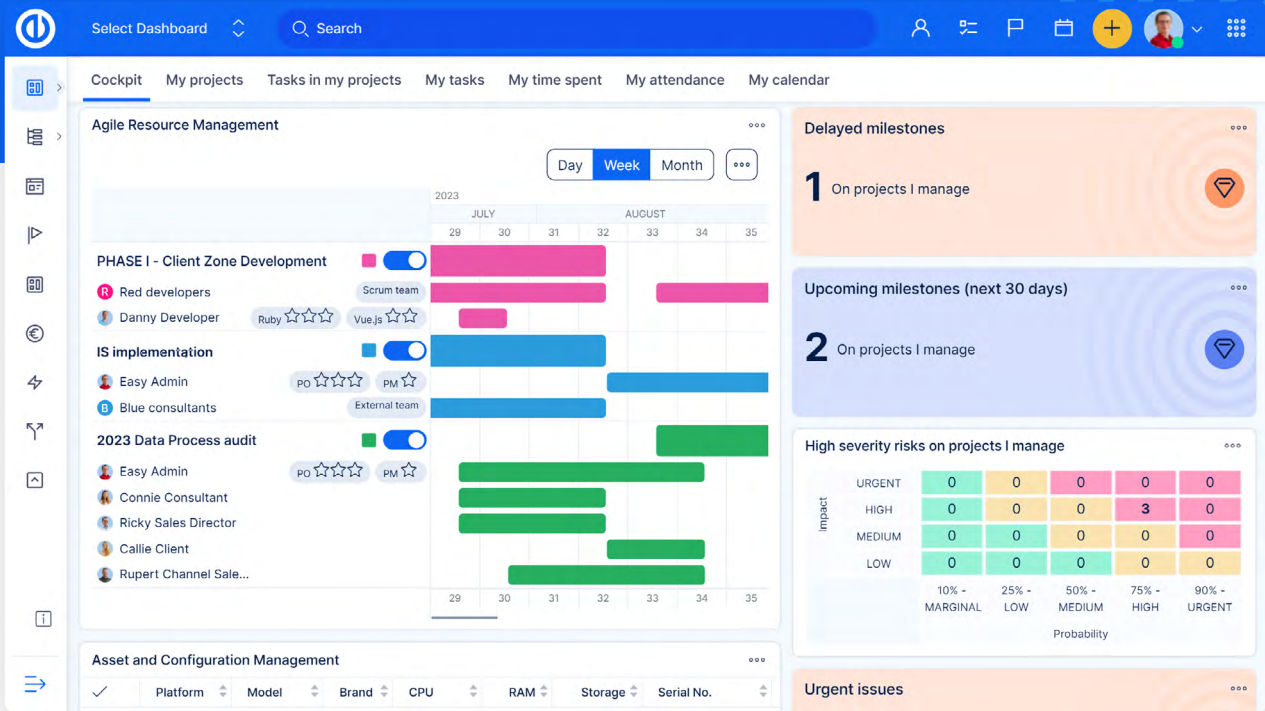 Select Dashboard
Search
Cockpit
My projects
Tasks in my projects
My tasks
My time spent
My attendance
My calendar
Agile Resource Management
Day
Week
Month
2023
JULY
AUGUST
29 30 31 32 33 34 35
PHASE I - Client Zone Development
R Red developers
Scrum team
Danny Developer
Ruby
Vue.js
IS implementation
Easy Admin
PO
PM
B Blue consultants
External team
2023 Data Process audit
Easy Admin
PO
PM
Connie Consultant
Ricky Sales Director
Callie Client
Rupert Channel Sale...
29 30 31 32 33 34 35
Asset and Configuration Management
Platform
Model
Brand
CPU
RAM
Storage
Serial No.
Delayed milestones
1 On projects I manage
Upcoming milestones (next 30 days)
2 On projects I manage
High severity risks on projects I manage
Impact
URGENT 0 0 0 0 0
HIGH 0 0 0 3 0
MEDIUM 0 0 0 0 0
LOW 0 0 0 0 0
10% - 25% - 50% - 75% - 90% -
MARGINAL LOW MEDIUM HIGH URGENT
Probability
Urgent issues